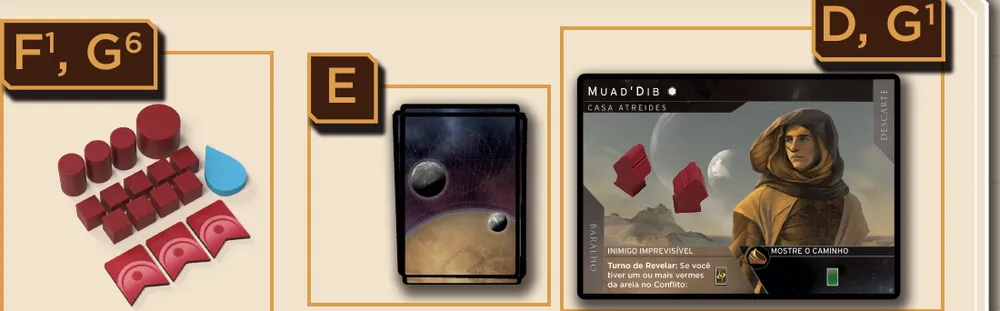 F¹, G⁶
E
D, G¹
MUAD'DIB
CASA ATREIDES
DESCARTE
BARALHO
INIMIGO IMPREVISÍVEL
Turno de Revelar: Se você
tiver um ou mais vermes
da areia no Conflito:
MOSTRE O CAMINHO